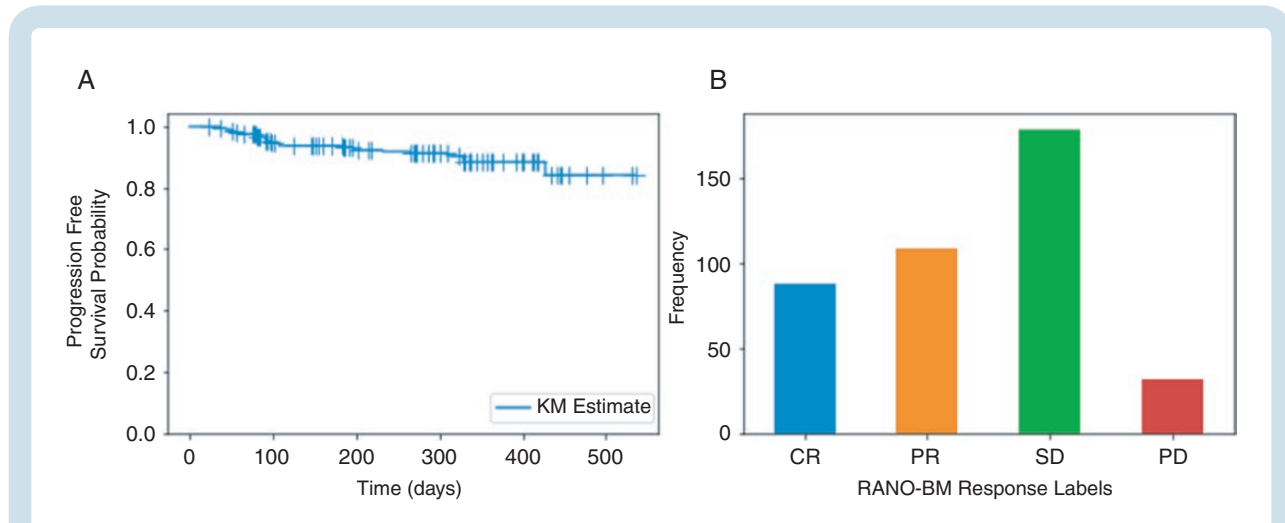 A
1.0
0.8
0.6
0.4
0.2
0.0
Progression Free
Survival Probability
KM Estimate
0 100 200 300 400 500
Time (days)
B
150
100
50
0
Frequency
CR PR SD PD
RANO-BM Response Labels